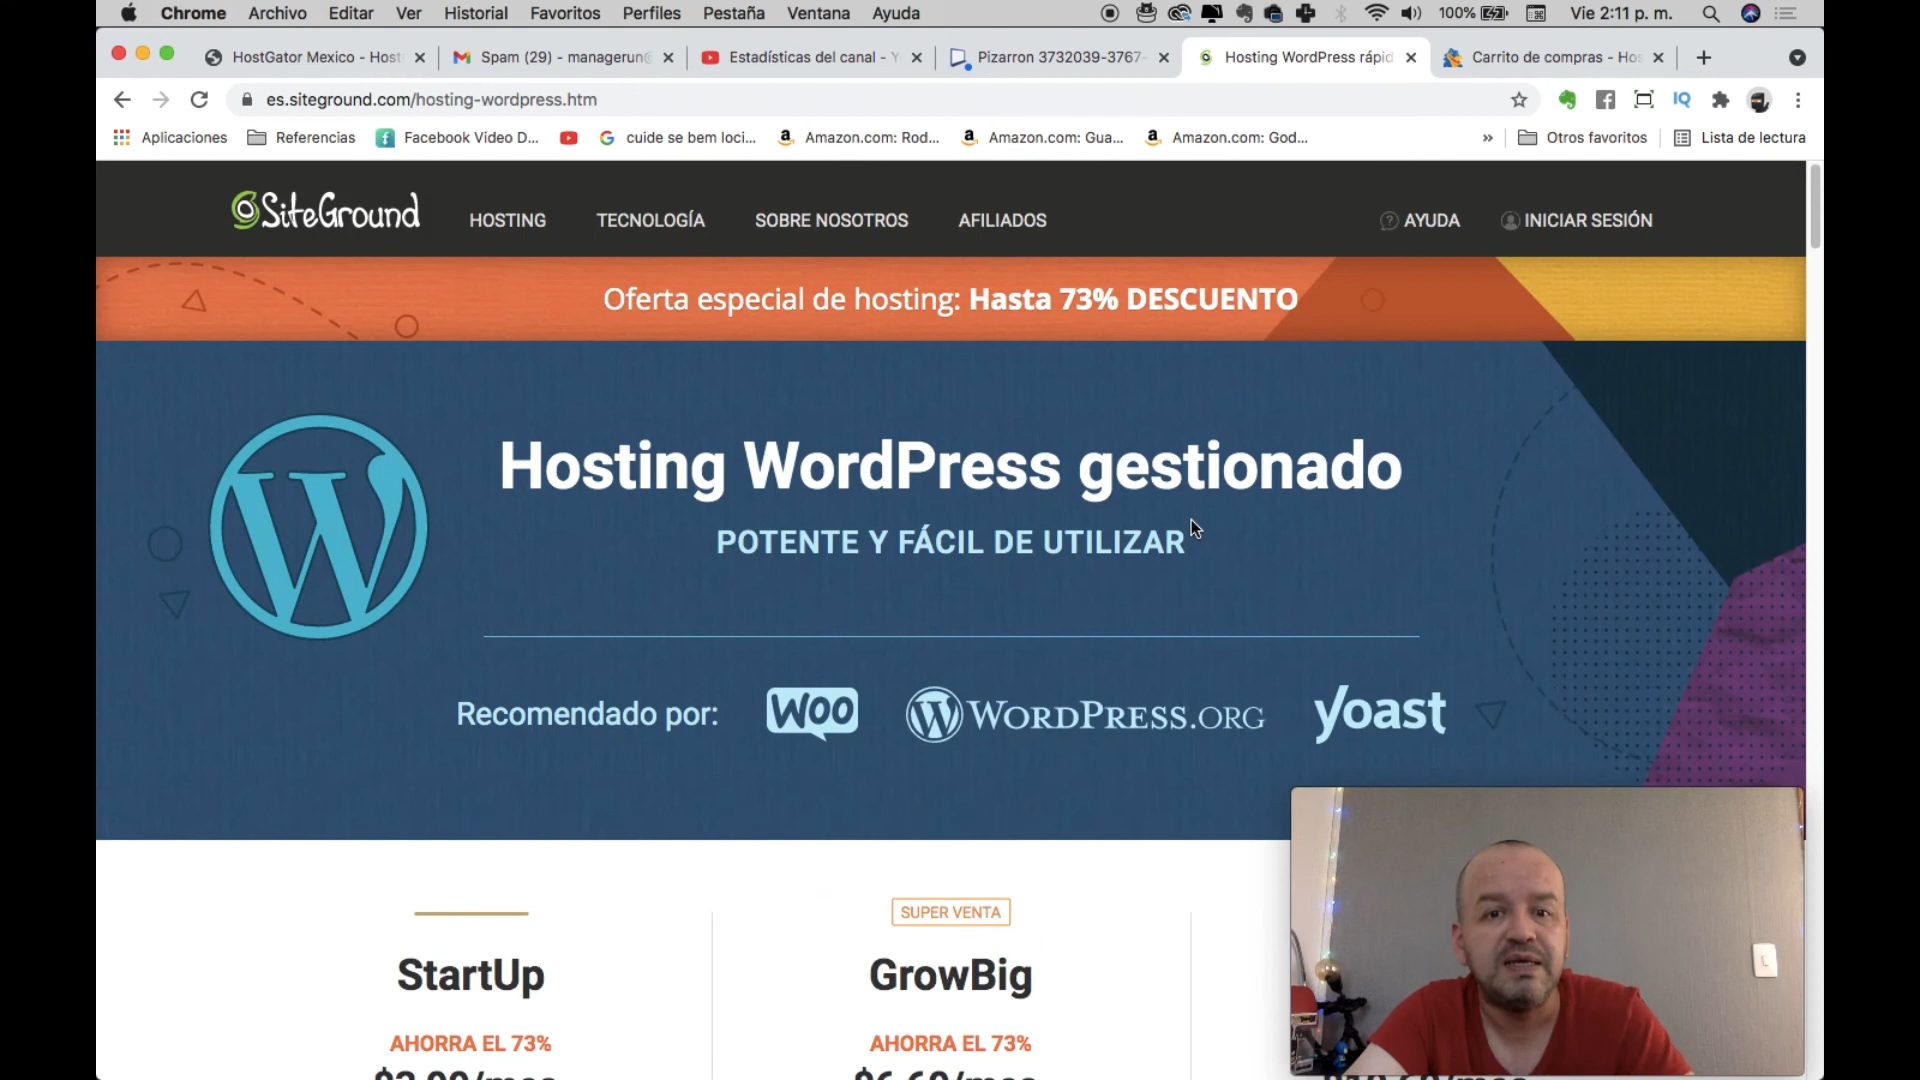 Chrome Archivo Editar Ver Historial Favoritos Perfiles Pestaña Ventana Ayuda 100% Vie 2:11 p. m.
HostGator Mexico - Host Spam (29) - managerun@ Estadísticas del canal - Y Pizarron 3732039-3767- Hosting WordPress rápid Carrito de compras - Hos
es.siteground.com/hosting-wordpress.htm IQ
Aplicaciones Referencias Facebook Video D... cuide se bem loci... Amazon.com: Rod... Amazon.com: Gua... Amazon.com: God... » Otros favoritos Lista de lectura
SiteGround HOSTING TECNOLOGÍA SOBRE NOSOTROS AFILIADOS AYUDA INICIAR SESIÓN
Oferta especial de hosting: Hasta 73% DESCUENTO
Hosting WordPress gestionado
POTENTE Y FÁCIL DE UTILIZAR
Recomendado por: WOO WORDPRESS.ORG yoast
SUPER VENTA
StartUp GrowBig
AHORRA EL 73% AHORRA EL 73%